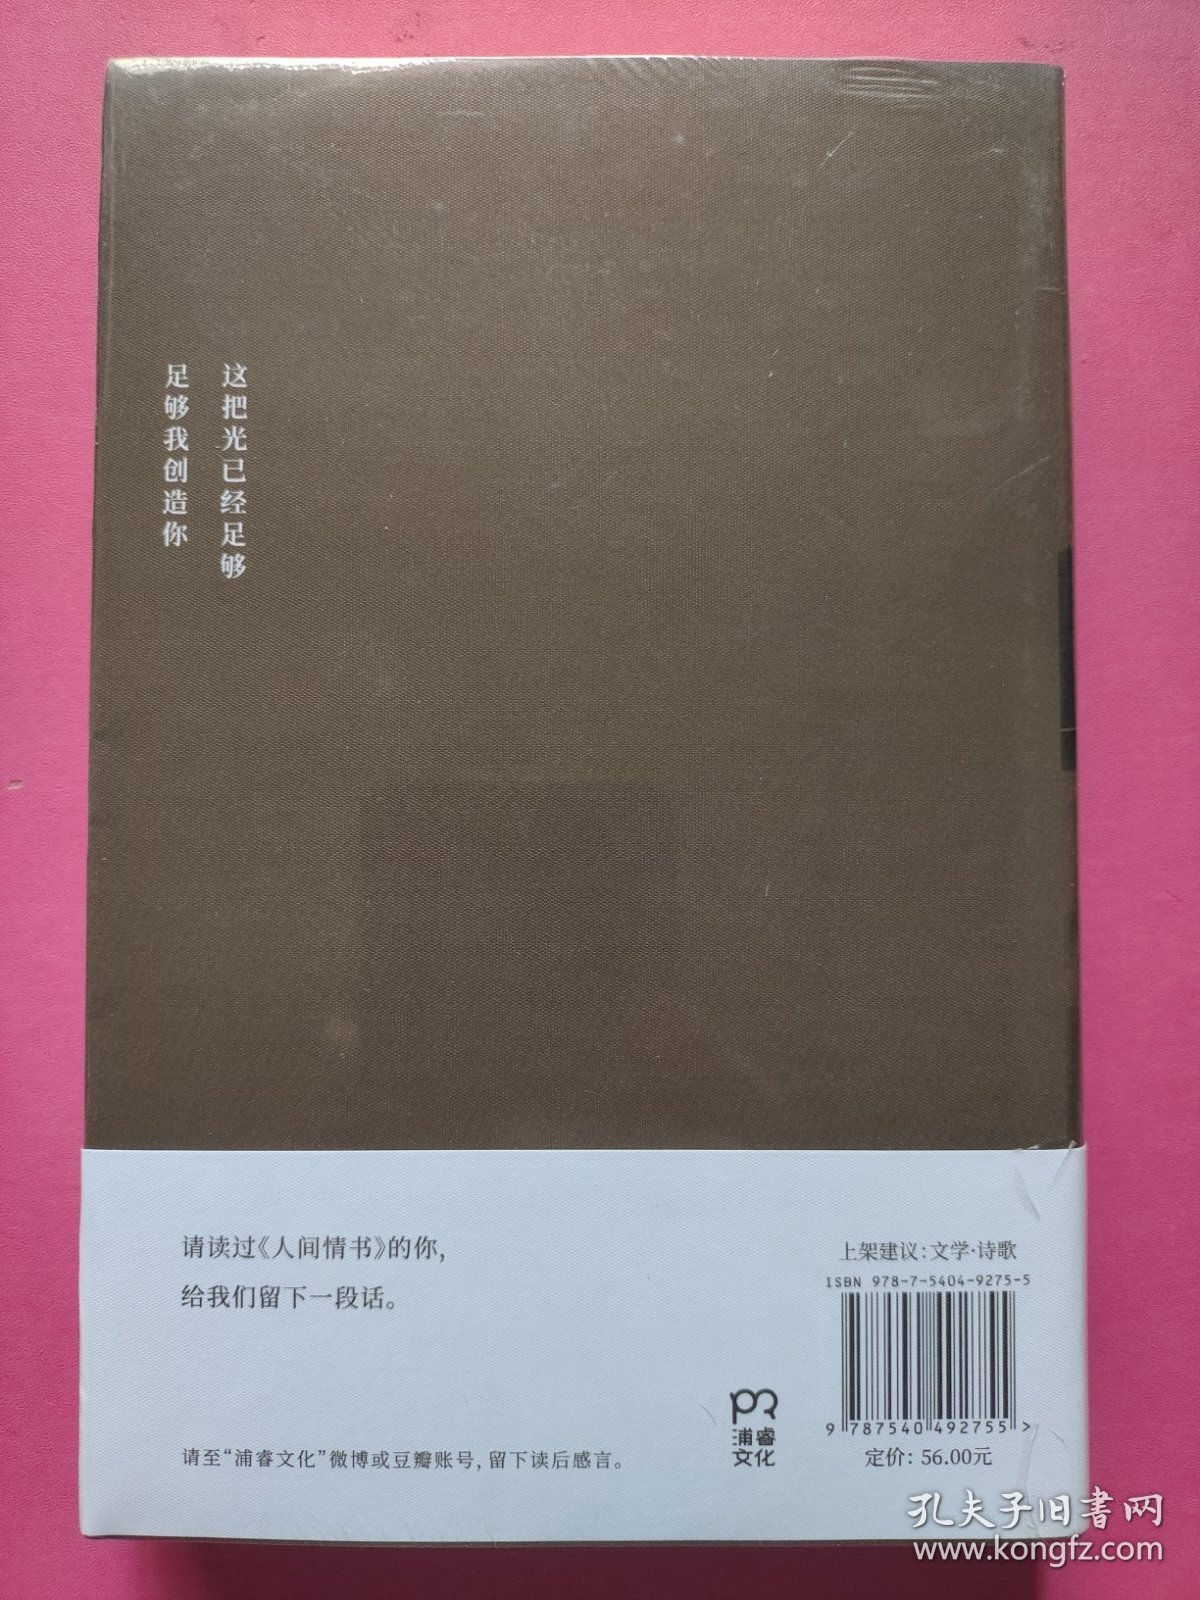 这把光已经足够
足够我创造你
请读过《人间情书》的你，
给我们留下一段话。
请至“浦睿文化”微博或豆瓣账号，留下读后感言。
浦睿
文化
上架建议：文学·诗歌
ISBN 978-7-5404-9275-5
9 787540 492755 >
定价：56.00元
孔夫子旧书网
www.kongfz.com